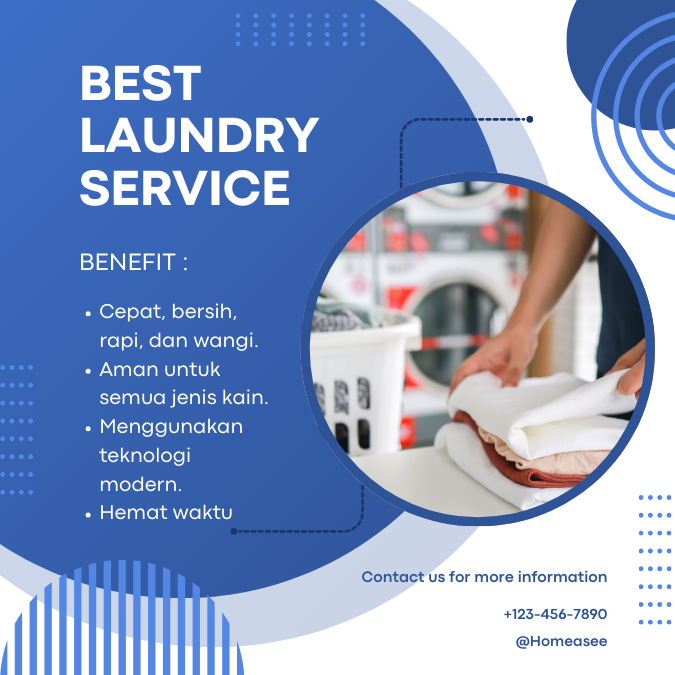 BEST
LAUNDRY
SERVICE
BENEFIT :
• Cepat, bersih,
rapi, dan wangi.
• Aman untuk
semua jenis kain.
• Menggunakan
teknologi
modern.
• Hemat waktu
Contact us for more information
+123-456-7890
@Homeasee